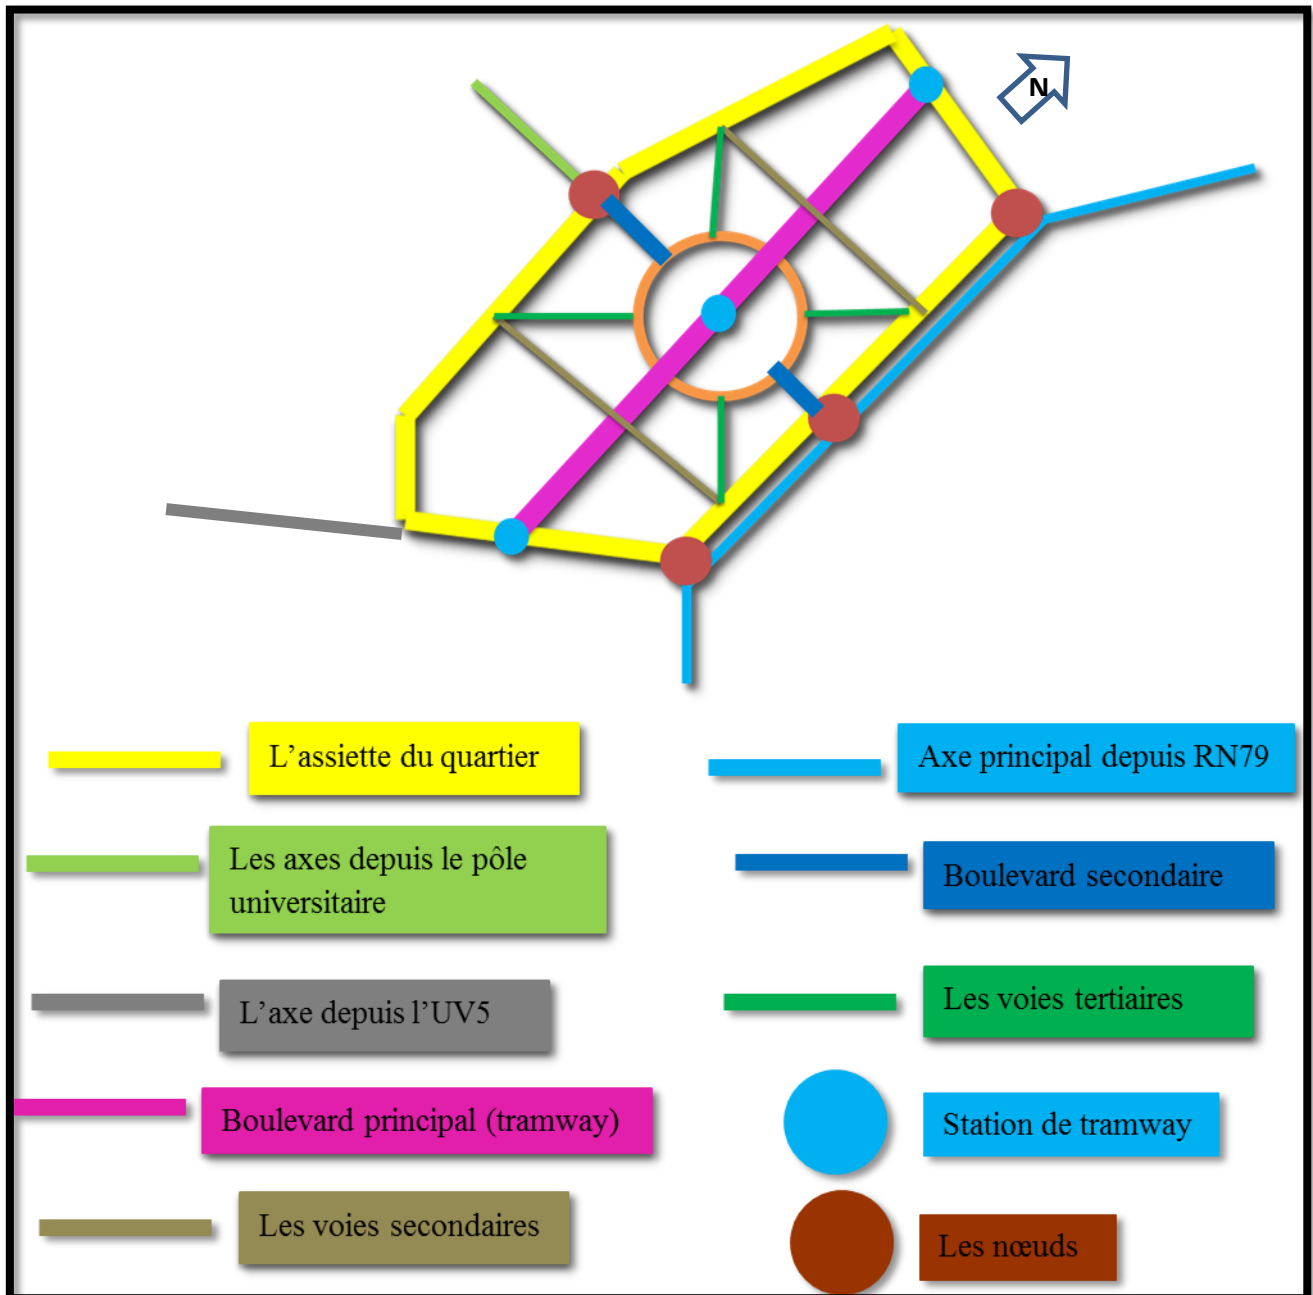 N
L’assiette du quartier
Axe principal depuis RN79
Les axes depuis le pôle
universitaire
Boulevard secondaire
L’axe depuis l’UV5
Les voies tertiaires
Boulevard principal (tramway)
Station de tramway
Les voies secondaires
Les nœuds